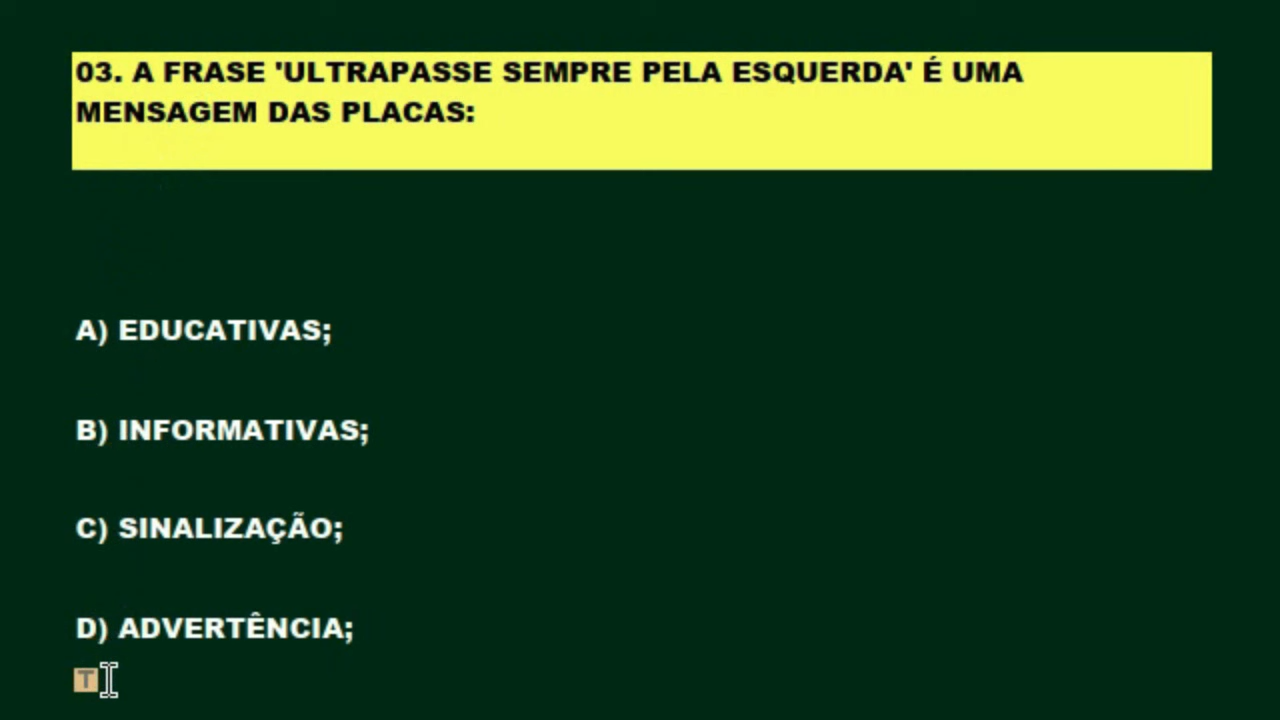 03. A FRASE 'ULTRAPASSE SEMPRE PELA ESQUERDA' É UMA
MENSAGEM DAS PLACAS:
A) EDUCATIVAS;
B) INFORMATIVAS;
C) SINALIZAÇÃO;
D) ADVERTÊNCIA;
T